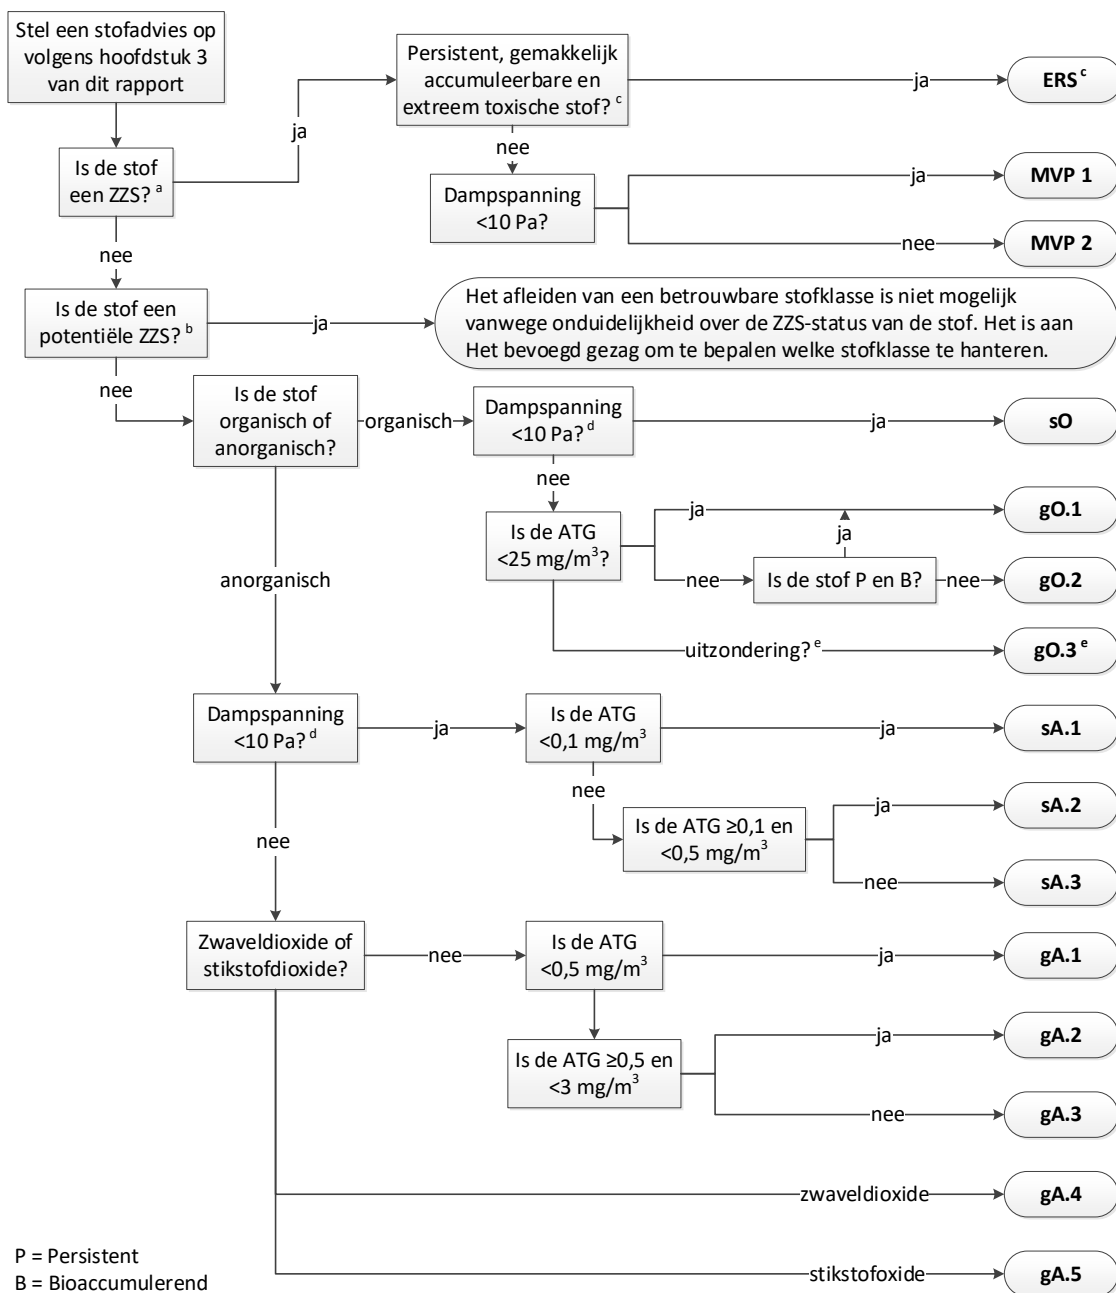 Stel een stofadvies op
volgens hoofdstuk 3
van dit rapport
Persistent, gemakkelijk
accumuleerbare en
extreem toxische stof? c
ja
ERS c
ja
nee
Is de stof
een ZZS? a
Dampspanning
<10 Pa?
ja
MVP 1
nee
MVP 2
nee
Is de stof een
potentiële ZZS? b
ja
Het afleiden van een betrouwbare stofklasse is niet mogelijk
vanwege onduidelijkheid over de ZZS-status van de stof. Het is aan
Het bevoegd gezag om te bepalen welke stofklasse te hanteren.
nee
Is de stof
organisch of
anorganisch?
organisch
Dampspanning
<10 Pa? d
ja
sO
nee
Is de ATG
<25 mg/m3?
ja
gO.1
ja
nee
Is de stof P en B?
nee
gO.2
anorganisch
uitzondering? e
gO.3 e
Dampspanning
<10 Pa? d
ja
Is de ATG
<0,1 mg/m3
ja
sA.1
nee
Is de ATG ≥0,1 en
<0,5 mg/m3
ja
sA.2
nee
sA.3
nee
Zwaveldioxide of
stikstofdioxide?
nee
Is de ATG
<0,5 mg/m3
ja
gA.1
Is de ATG ≥0,5 en
<3 mg/m3
ja
gA.2
nee
gA.3
zwaveldioxide
gA.4
stikstofoxide
gA.5
P = Persistent
B = Bioaccumulerend